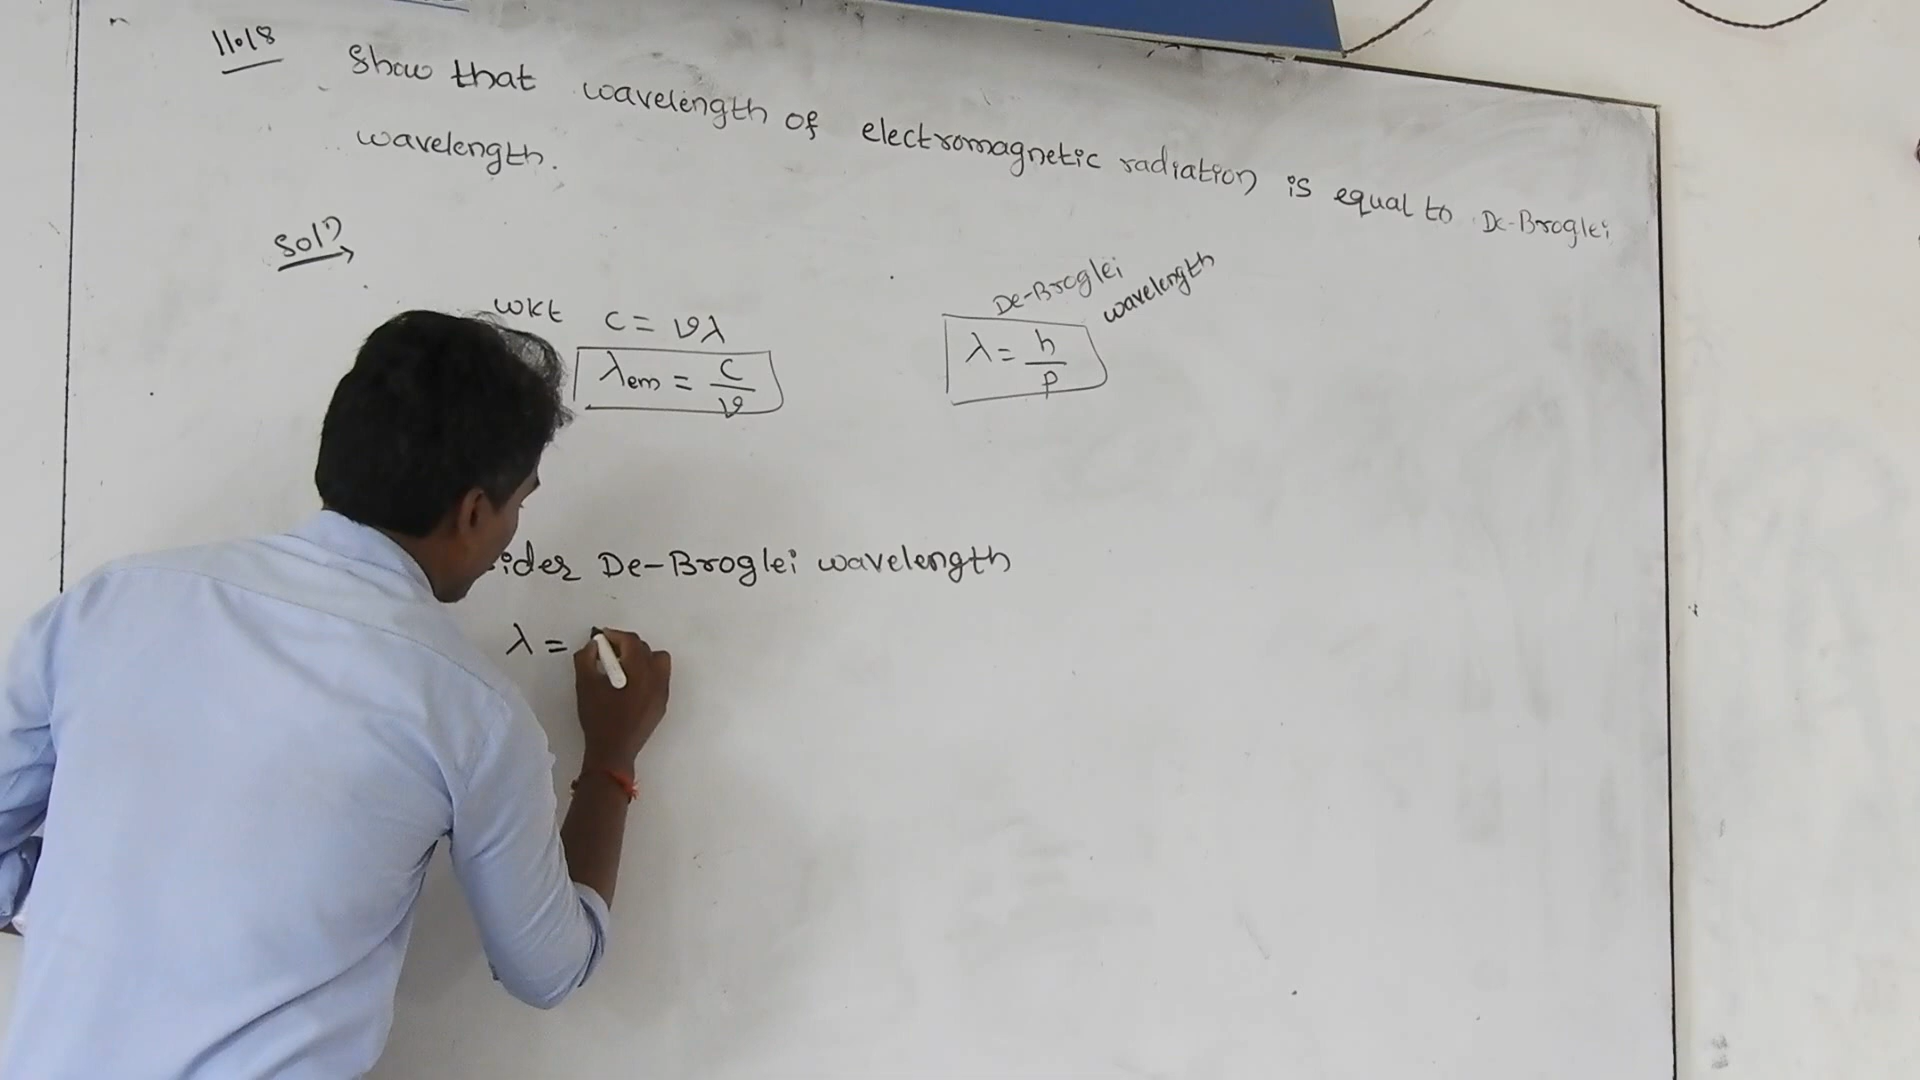 11.18 Show that wavelength of electromagnetic radiation is equal to De-Broglei
wavelength.
Soln
wkt c = νλ
λem = c/ν
De-Broglei
wavelength
λ = h/p
ider De-Broglei wavelength
λ =